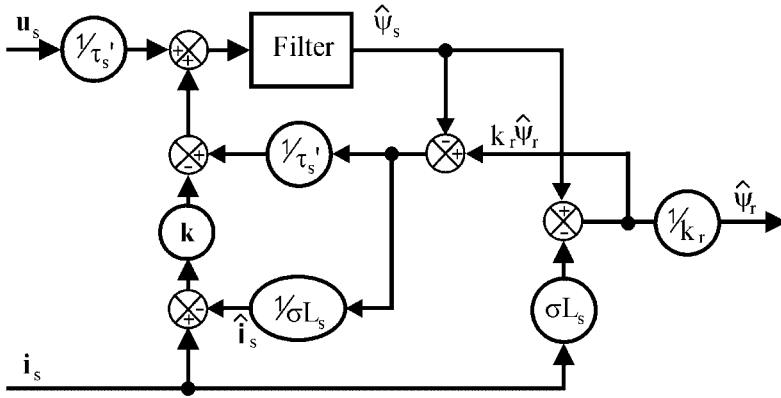 u_s
1/τ_s'
+
+
Filter
ψ̂_s
-
+
k_r ψ̂_r
1/τ_s'
+
-
+
-
1/k_r
ψ̂_r
k
-
+
1/σL_s
î_s
σL_s
i_s